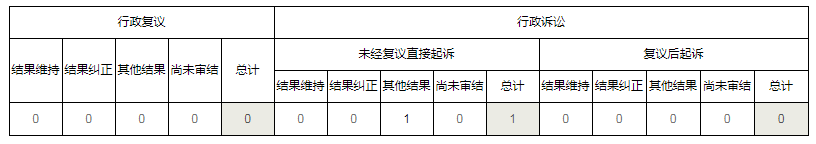 行政复议 行政诉讼
未经复议直接起诉 复议后起诉
结果维持 结果纠正 其他结果 尚未审结 总计
结果维持 结果纠正 其他结果 尚未审结 总计 结果维持 结果纠正 其他结果 尚未审结 总计
0 0 0 0 0 0 0 1 0 1 0 0 0 0 0